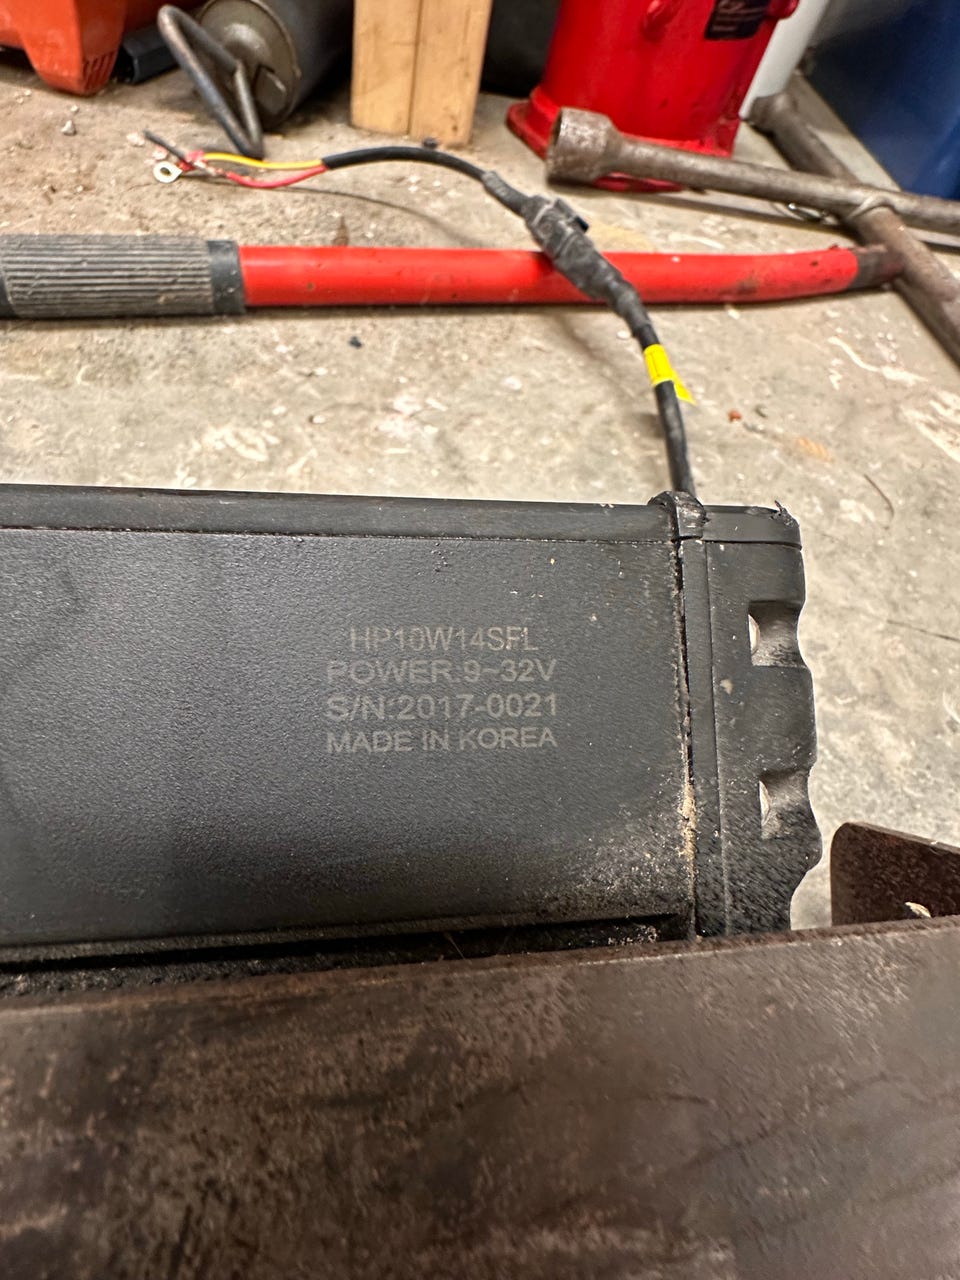 HP10W14SFL
POWER:9-32V
S/N:2017-0021
MADE IN KOREA